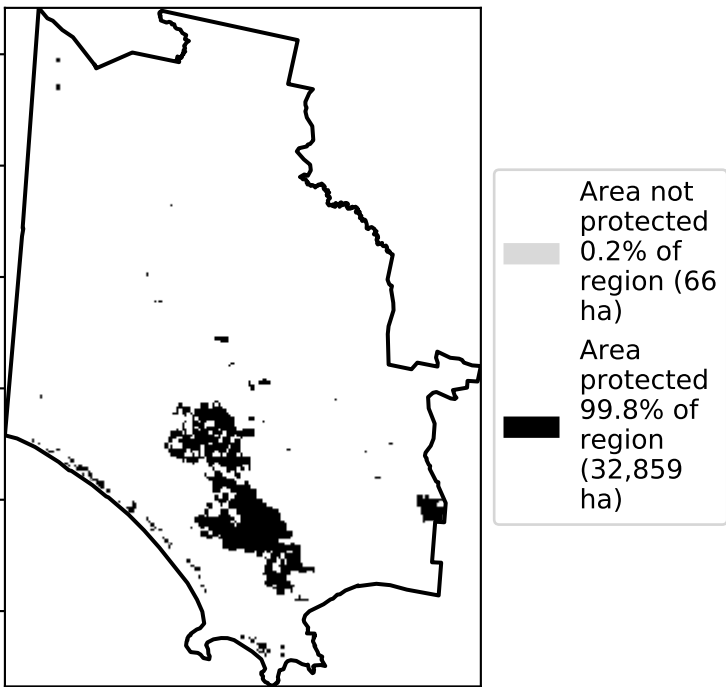 Area not
protected
0.2% of
region (66
ha)
Area
protected
99.8% of
region
(32,859
ha)